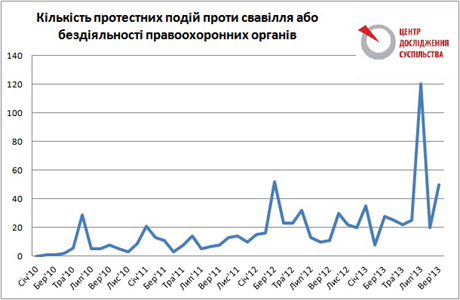 Кількість протестних подій проти свавілля або
бездіяльності правоохоронних органів
ЦЕНТР
ДОСЛІДЖЕННЯ
СУСПІЛЬСТВА
140
120
100
80
60
40
20
0
Січ'10
Бер'10
Тра'10
Лип'10
Вер'10
Лис'10
Січ'11
Бер'11
Тра'11
Лип'11
Вер'11
Лис'11
Січ'12
Бер'12
Тра'12
Лип'12
Вер'12
Лис'12
Січ'13
Бер'13
Тра'13
Лип'13
Вер'13